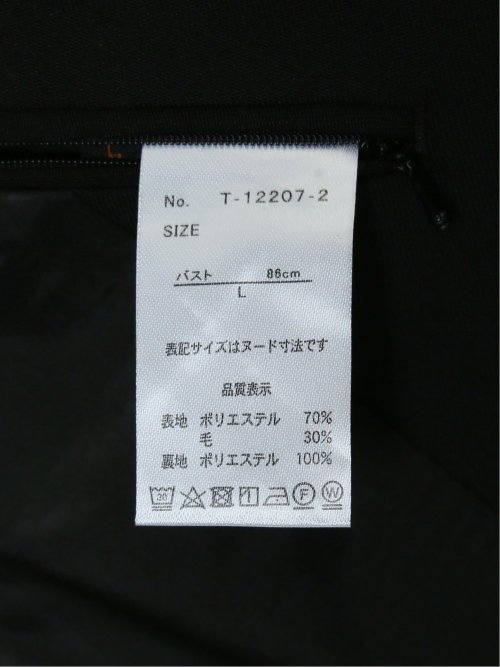 No. T-12207-2
SIZE
バスト 86cm
L
表記サイズはヌード寸法です
品質表示
表地 ポリエステル 70%
毛 30%
裏地 ポリエステル 100%
30 F W